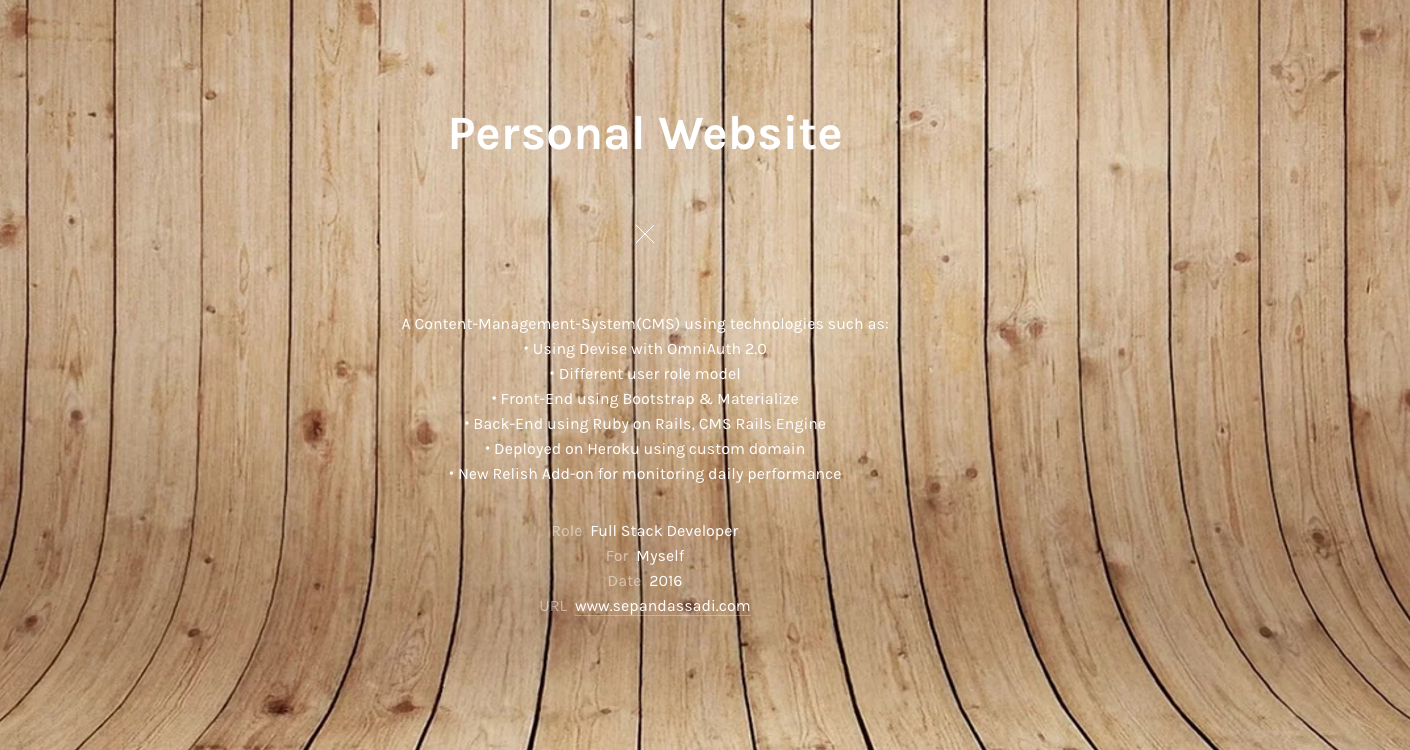 Personal Website
A Content-Management-System(CMS) using technologies such as:
• Using Devise with OmniAuth 2.0
• Different user role model
• Front-End using Bootstrap & Materialize
• Back-End using Ruby on Rails, CMS Rails Engine
• Deployed on Heroku using custom domain
• New Relish Add-on for monitoring daily performance
Role Full Stack Developer
For Myself
Date 2016
URL www.sepandassadi.com